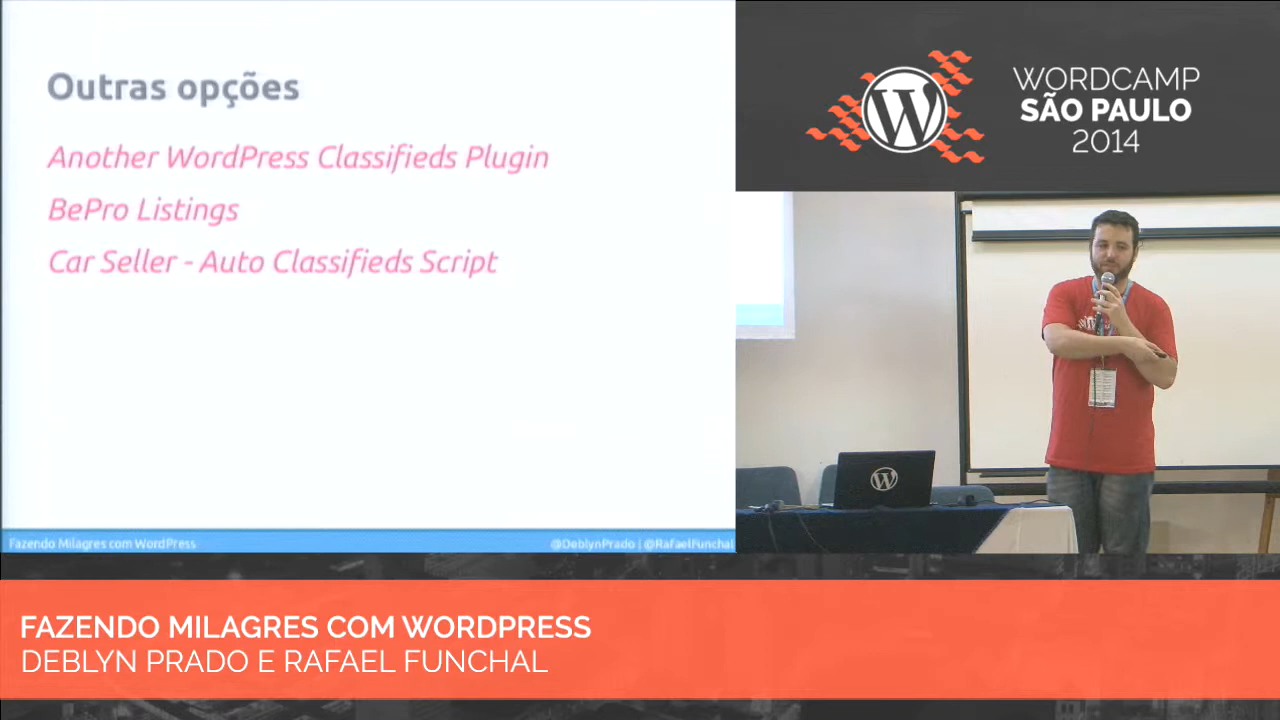 Outras opções
Another WordPress Classifieds Plugin
BePro Listings
Car Seller - Auto Classifieds Script
Fazendo Milagres com WordPress
@DeblynPrado | @RafaelFunchal
WORDCAMP
SÃO PAULO
2014
FAZENDO MILAGRES COM WORDPRESS
DEBLYN PRADO E RAFAEL FUNCHAL